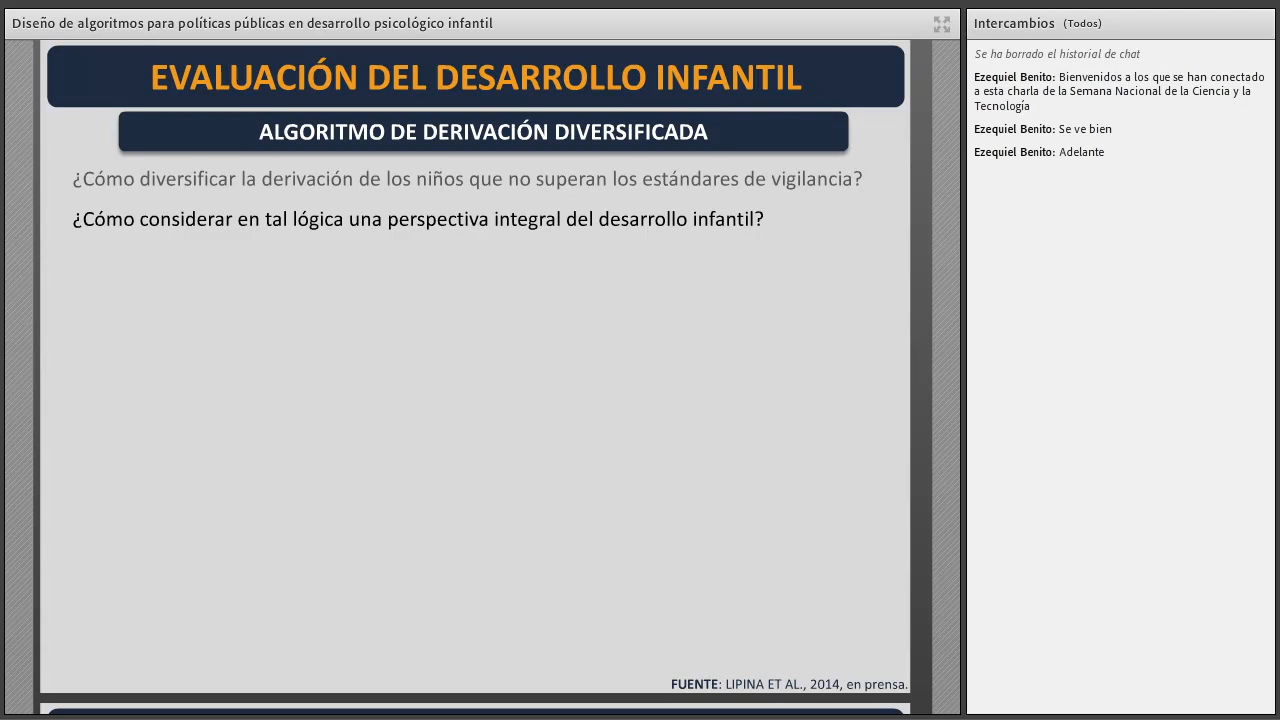 Diseño de algoritmos para políticas públicas en desarrollo psicológico infantil
EVALUACIÓN DEL DESARROLLO INFANTIL
ALGORITMO DE DERIVACIÓN DIVERSIFICADA
¿Cómo diversificar la derivación de los niños que no superan los estándares de vigilancia?
¿Cómo considerar en tal lógica una perspectiva integral del desarrollo infantil?
FUENTE: LIPINA ET AL., 2014, en prensa.
Intercambios (Todos)
Se ha borrado el historial de chat
Ezequiel Benito: Bienvenidos a los que se han conectado
a esta charla de la Semana Nacional de la Ciencia y la
Tecnología
Ezequiel Benito: Se ve bien
Ezequiel Benito: Adelante